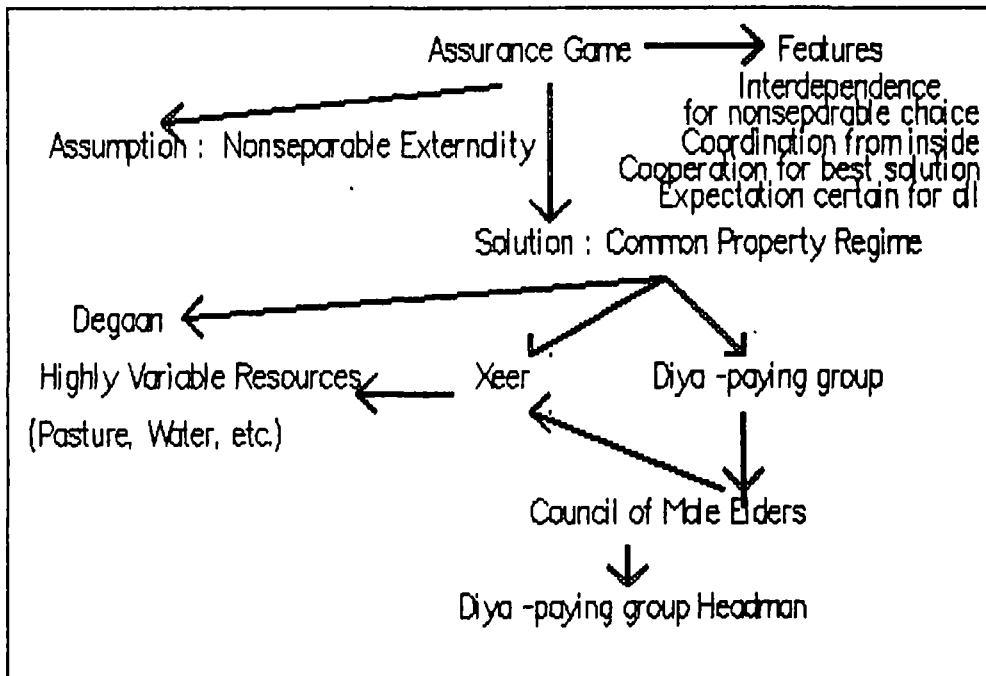 Assurance Game
Features
Interdependence
for nonseparable choice
Coordination from inside
Cooperation for best solution
Expectation certain for all
Assumption : Nonseparable Externality
Solution : Common Property Regime
Degaan
Highly Variable Resources
(Pasture, Water, etc.)
Xeer
Diya -paying group
Council of Male Elders
Diya -paying group Headman